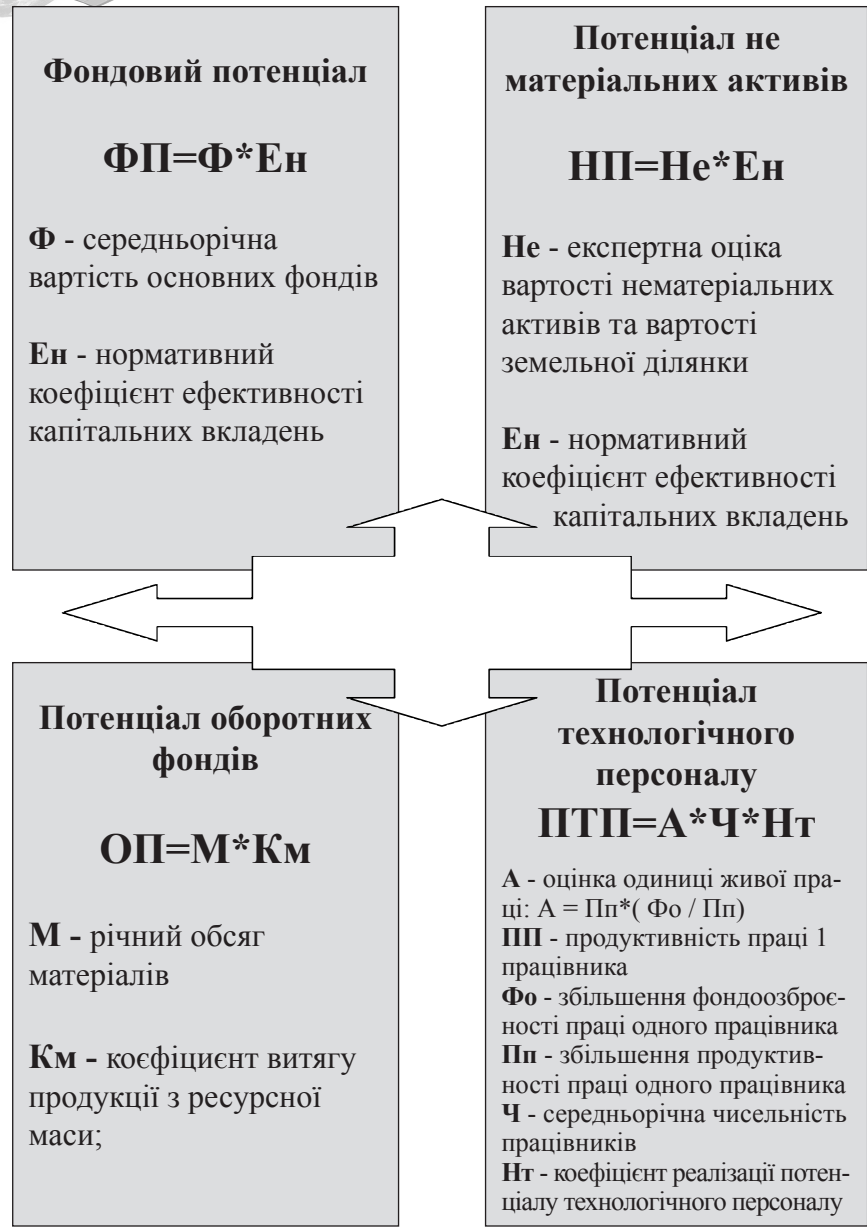 Фондовий потенціал
ФП=Ф*Ен
Ф - середньорічна
вартість основних фондів
Ен - нормативний
коефіцієнт ефективності
капітальних вкладень
Потенціал не
матеріальних активів
НП=Не*Ен
Не - експертна оціка
вартості нематеріальних
активів та вартості
земельної ділянки
Ен - нормативний
коефіцієнт ефективності
капітальних вкладень
Потенціал оборотних
фондів
ОП=М*Км
М - річний обсяг
матеріалів
Км - коєфіциєнт витягу
продукції з ресурсної
маси;
Потенціал
технологічного
персоналу
ПТП=А*Ч*Нт
А - оцінка одиниці живої пра-
ці: А = Пп*( Фо / Пп)
ПП - продуктивність праці 1
працівника
Фо - збільшення фондоозброє-
ності праці одного працівника
Пп - збільшення продуктив-
ності праці одного працівника
Ч - середньорічна чисельність
працівників
Нт - коефіцієнт реалізації потен-
ціалу технологічного персоналу